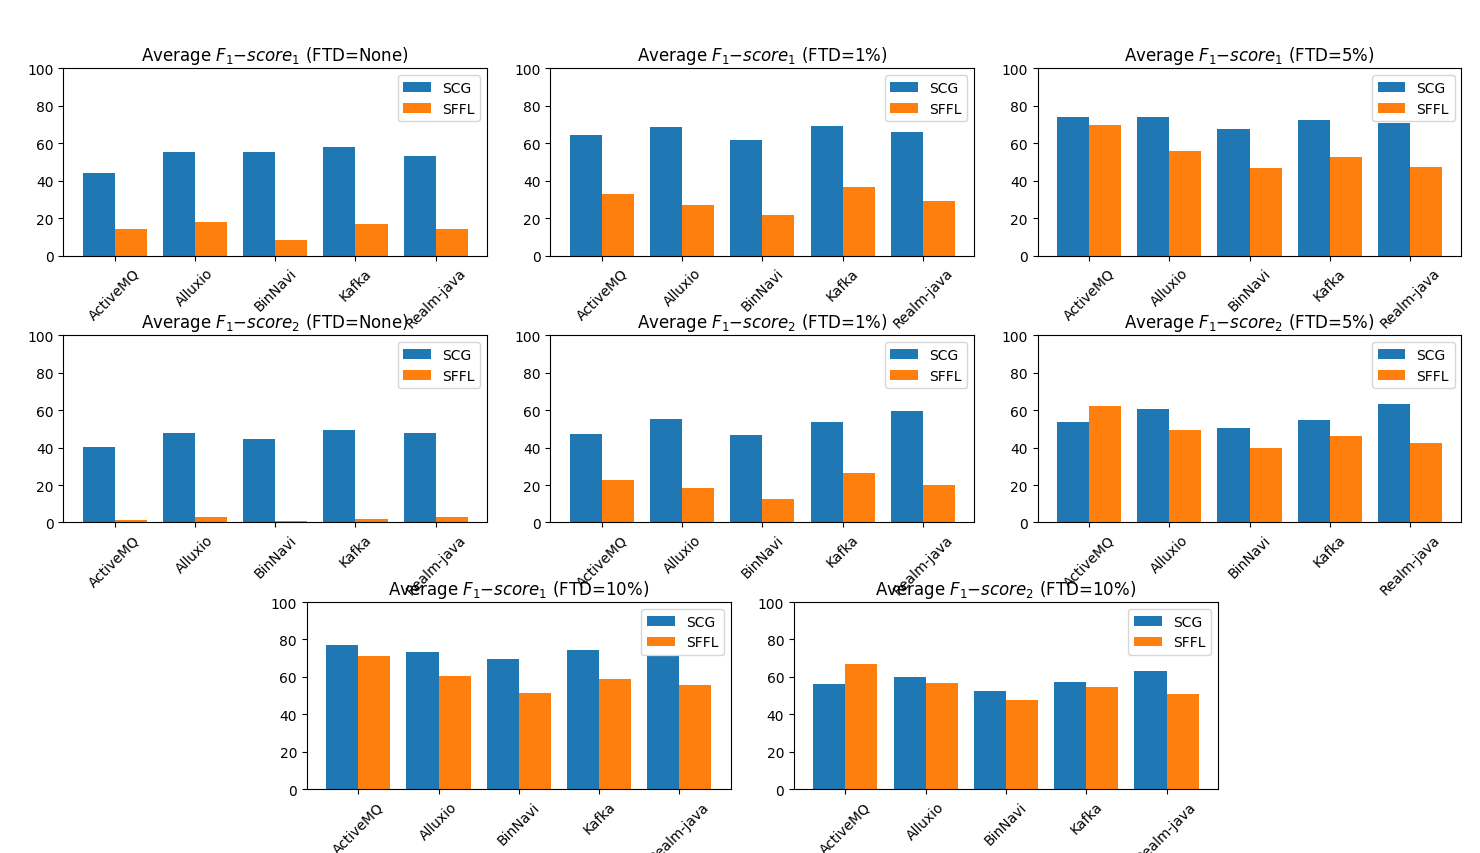 Average F₁−score₁ (FTD=None)
Average F₁−score₁ (FTD=1%)
Average F₁−score₁ (FTD=5%)
100
80
60
40
20
0
SCG
SFFL
ActiveMQ
Alluxio
BinNavi
Kafka
Realm-java
100
80
60
40
20
0
SCG
SFFL
ActiveMQ
Alluxio
BinNavi
Kafka
Realm-java
100
80
60
40
20
0
SCG
SFFL
ActiveMQ
Alluxio
BinNavi
Kafka
Realm-java
Average F₁−score₂ (FTD=None)
Average F₁−score₂ (FTD=1%)
Average F₁−score₂ (FTD=5%)
100
80
60
40
20
0
SCG
SFFL
ActiveMQ
Alluxio
BinNavi
Kafka
Realm-java
100
80
60
40
20
0
SCG
SFFL
ActiveMQ
Alluxio
BinNavi
Kafka
Realm-java
100
80
60
40
20
0
SCG
SFFL
ActiveMQ
Alluxio
BinNavi
Kafka
Realm-java
Average F₁−score₁ (FTD=10%)
Average F₁−score₂ (FTD=10%)
100
80
60
40
20
0
SCG
SFFL
ActiveMQ
Alluxio
BinNavi
Kafka
Realm-java
100
80
60
40
20
0
SCG
SFFL
ActiveMQ
Alluxio
BinNavi
Kafka
Realm-java